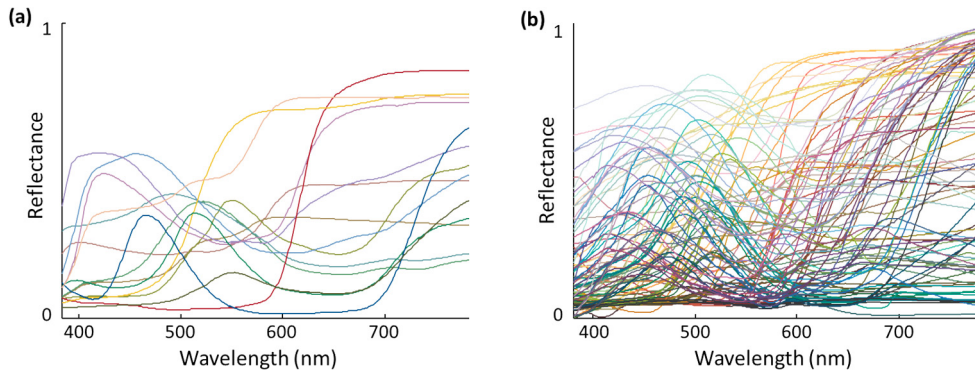 (a)
1
Reflectance
0
400 500 600 700
Wavelength (nm)
(b)
1
Reflectance
0
400 500 600 700
Wavelength (nm)